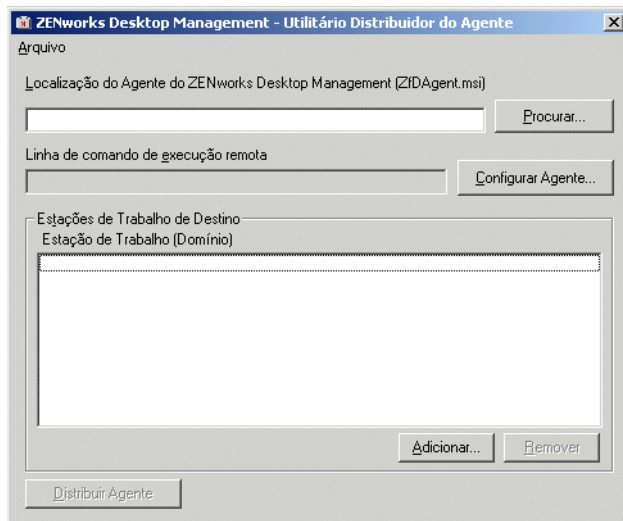 ZENworks Desktop Management - Utilitário Distribuidor do Agente
Arquivo
Localização do Agente do ZENworks Desktop Management (ZfDAgent.msi)
Procurar...
Linha de comando de execução remota
Configurar Agente...
Estações de Trabalho de Destino
Estação de Trabalho (Domínio)
Adicionar...
Remover
Distribuir Agente